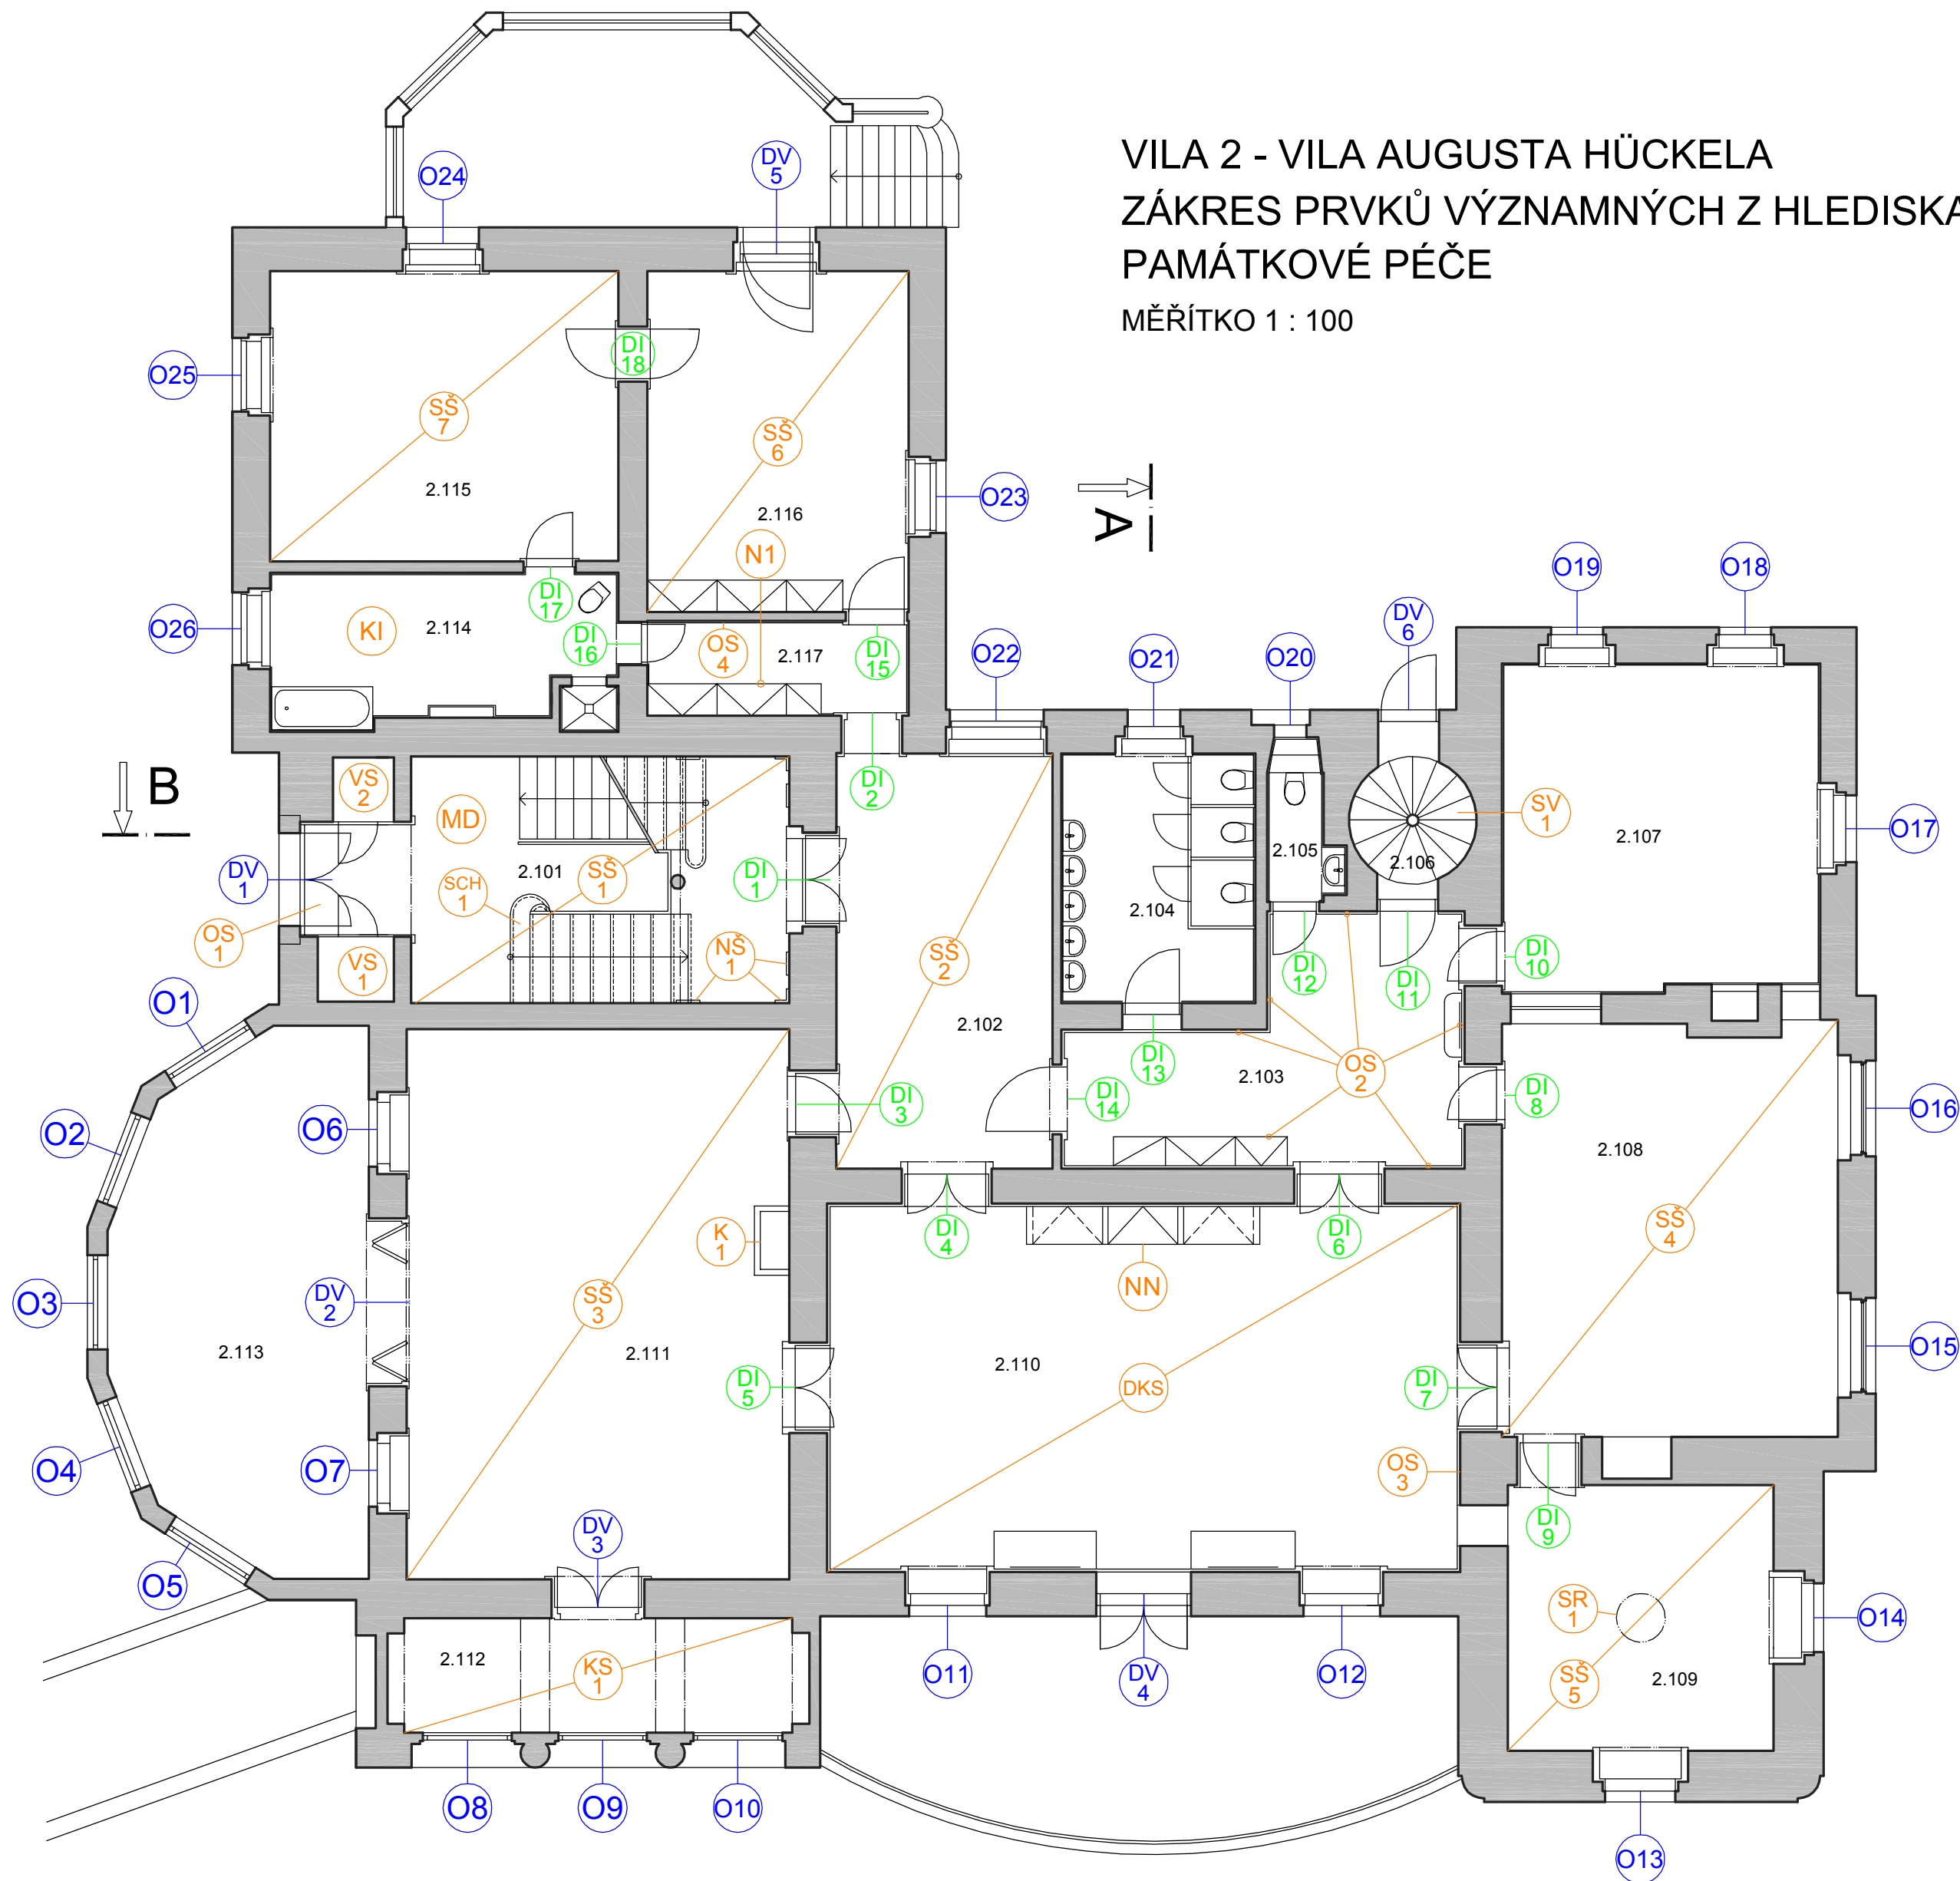 VILA 2 - VILA AUGUSTA HÜCKELA
ZÁKRES PRVKŮ VÝZNAMNÝCH Z HLEDISKA
PAMÁTKOVÉ PÉČE
MĚŘÍTKO 1 : 100
O24
DV
5
O25
DI
18
SŠ
7
SŠ
6
2.115
2.116
O23
A
N1
DI
17
O26
KI
2.114
DI
16
OS
4
2.117
DI
15
O22
O21
O20
DV
6
O19
O18
B
VS
2
MD
DI
2
SV
1
O17
2.107
2.101
SCH
1
SŠ
1
DV
1
DI
1
2.105
2.106
2.104
OS
1
VS
1
NŠ
1
SŠ
2
DI
12
DI
11
DI
10
O1
2.102
DI
13
2.103
OS
2
DI
14
DI
8
DI
3
O2
O6
O16
2.108
K
1
DI
4
NN
DI
6
SŠ
4
O3
DV
2
SŠ
3
2.113
2.111
2.110
DI
5
DKS
DI
7
O15
O4
O7
OS
3
DI
9
DV
3
O5
SR
1
O14
2.112
KS
1
O11
DV
4
O12
SŠ
5
2.109
O8
O9
O10
O13